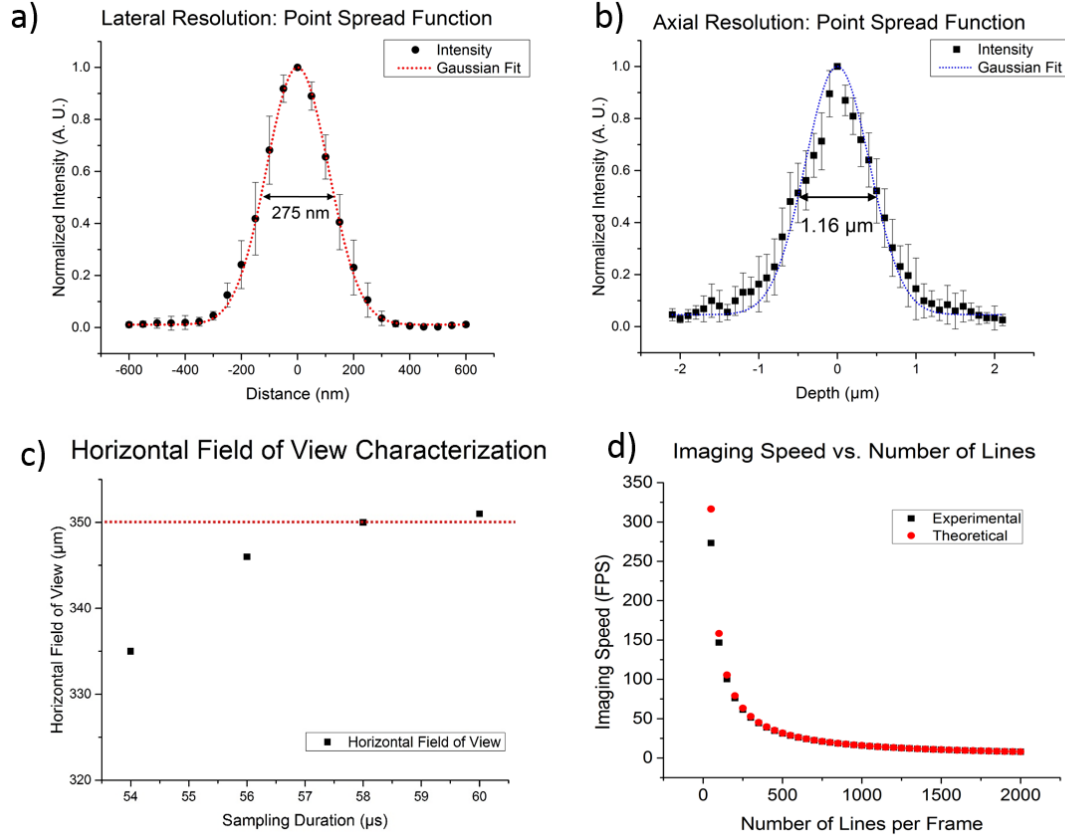 a)
Lateral Resolution: Point Spread Function
Intensity
Gaussian Fit
Normalized Intensity (A. U.)
1.0
0.8
0.6
0.4
0.2
0.0
275 nm
-600 -400 -200 0 200 400 600
Distance (nm)
b)
Axial Resolution: Point Spread Function
Intensity
Gaussian Fit
Normalized Intensity (A. U.)
1.0
0.8
0.6
0.4
0.2
0.0
1.16 μm
-2 -1 0 1 2
Depth (μm)
c)
Horizontal Field of View Characterization
Horizontal Field of View (μm)
350
340
330
320
Horizontal Field of View
54 55 56 57 58 59 60
Sampling Duration (μs)
d)
Imaging Speed vs. Number of Lines
Experimental
Theoretical
Imaging Speed (FPS)
350
300
250
200
150
100
50
0
0 500 1000 1500 2000
Number of Lines per Frame